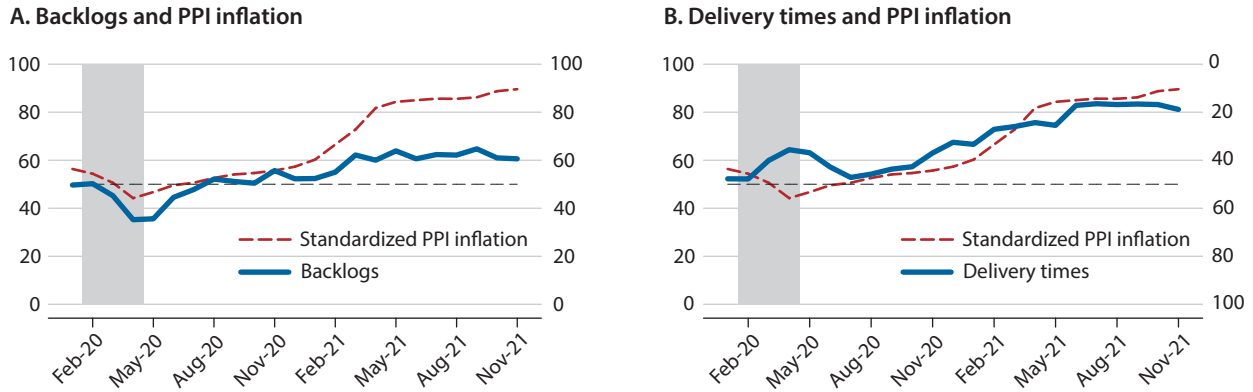 A. Backlogs and PPI inflation
100
80
60
40
20
0
100
80
60
40
20
0
Standardized PPI inflation
Backlogs
Feb-20
May-20
Aug-20
Nov-20
Feb-21
May-21
Aug-21
Nov-21
B. Delivery times and PPI inflation
100
80
60
40
20
0
0
20
40
60
80
100
Standardized PPI inflation
Delivery times
Feb-20
May-20
Aug-20
Nov-20
Feb-21
May-21
Aug-21
Nov-21